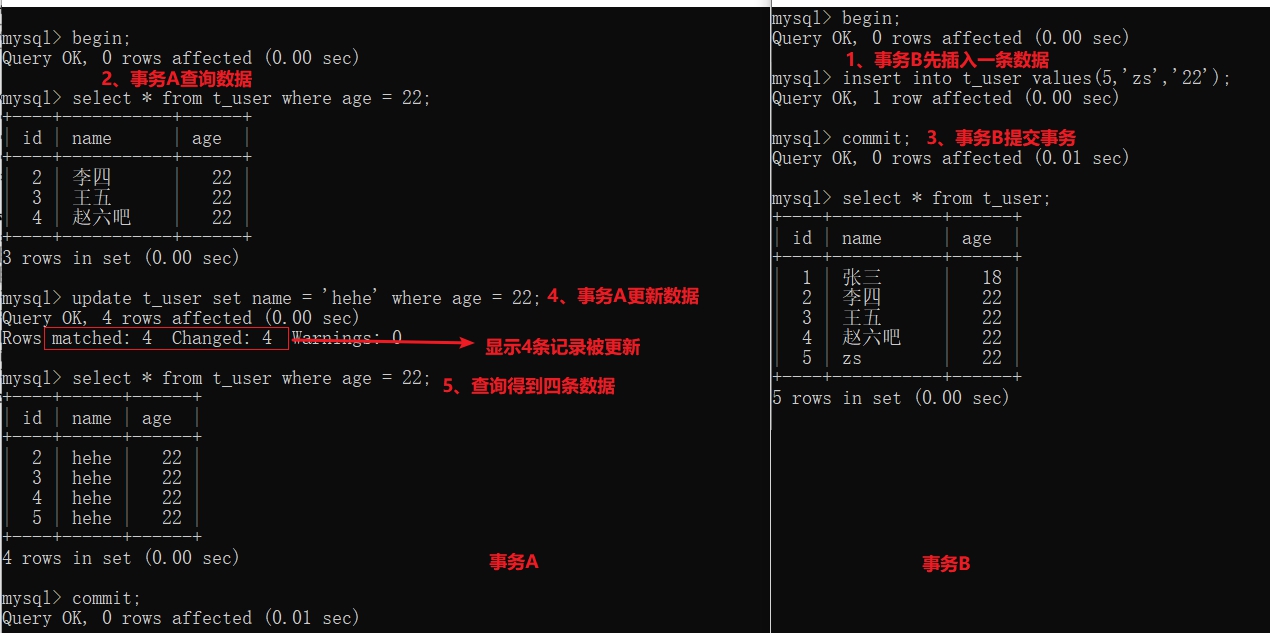 mysql> begin;
Query OK, 0 rows affected (0.00 sec)
2、事务A查询数据
mysql> select * from t_user where age = 22;
+----+-----------+------+
| id | name | age |
+----+-----------+------+
| 2 | 李四 | 22 |
| 3 | 王五 | 22 |
| 4 | 赵六吧 | 22 |
+----+-----------+------+
3 rows in set (0.00 sec)
mysql> update t_user set name = 'hehe' where age = 22; 4、事务A更新数据
Query OK, 4 rows affected (0.00 sec)
Rows matched: 4 Changed: 4 Warnings: 0
显示4条记录被更新
mysql> select * from t_user where age = 22; 5、查询得到四条数据
+----+------+------+
| id | name | age |
+----+------+------+
| 2 | hehe | 22 |
| 3 | hehe | 22 |
| 4 | hehe | 22 |
| 5 | hehe | 22 |
+----+------+------+
4 rows in set (0.00 sec)
事务A
mysql> commit;
Query OK, 0 rows affected (0.01 sec)
mysql> begin;
Query OK, 0 rows affected (0.00 sec)
1、事务B先插入一条数据
mysql> insert into t_user values(5,'zs','22');
Query OK, 1 row affected (0.00 sec)
mysql> commit; 3、事务B提交事务
Query OK, 0 rows affected (0.01 sec)
mysql> select * from t_user;
+----+-----------+------+
| id | name | age |
+----+-----------+------+
| 1 | 张三 | 18 |
| 2 | 李四 | 22 |
| 3 | 王五 | 22 |
| 4 | 赵六吧 | 22 |
| 5 | zs | 22 |
+----+-----------+------+
5 rows in set (0.00 sec)
事务B